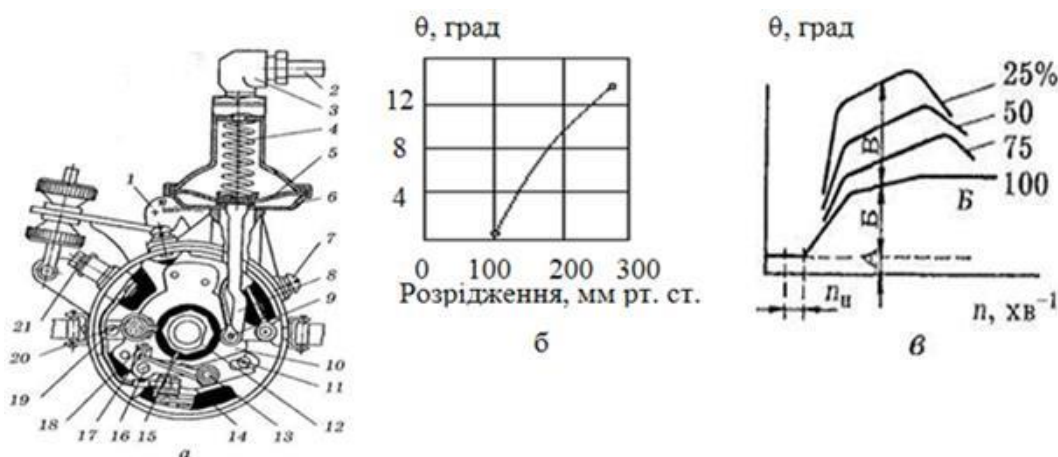 1
2
3
4
5
6
7
8
9
10
11
12
13
14
15
16
17
18
19
20
21
а
θ, град
12
8
4
0 100 200 300
Розрідження, мм рт. ст.
б
θ, град
25%
50
75
100
В
Б
Б
А
nц
n, хв⁻¹
в